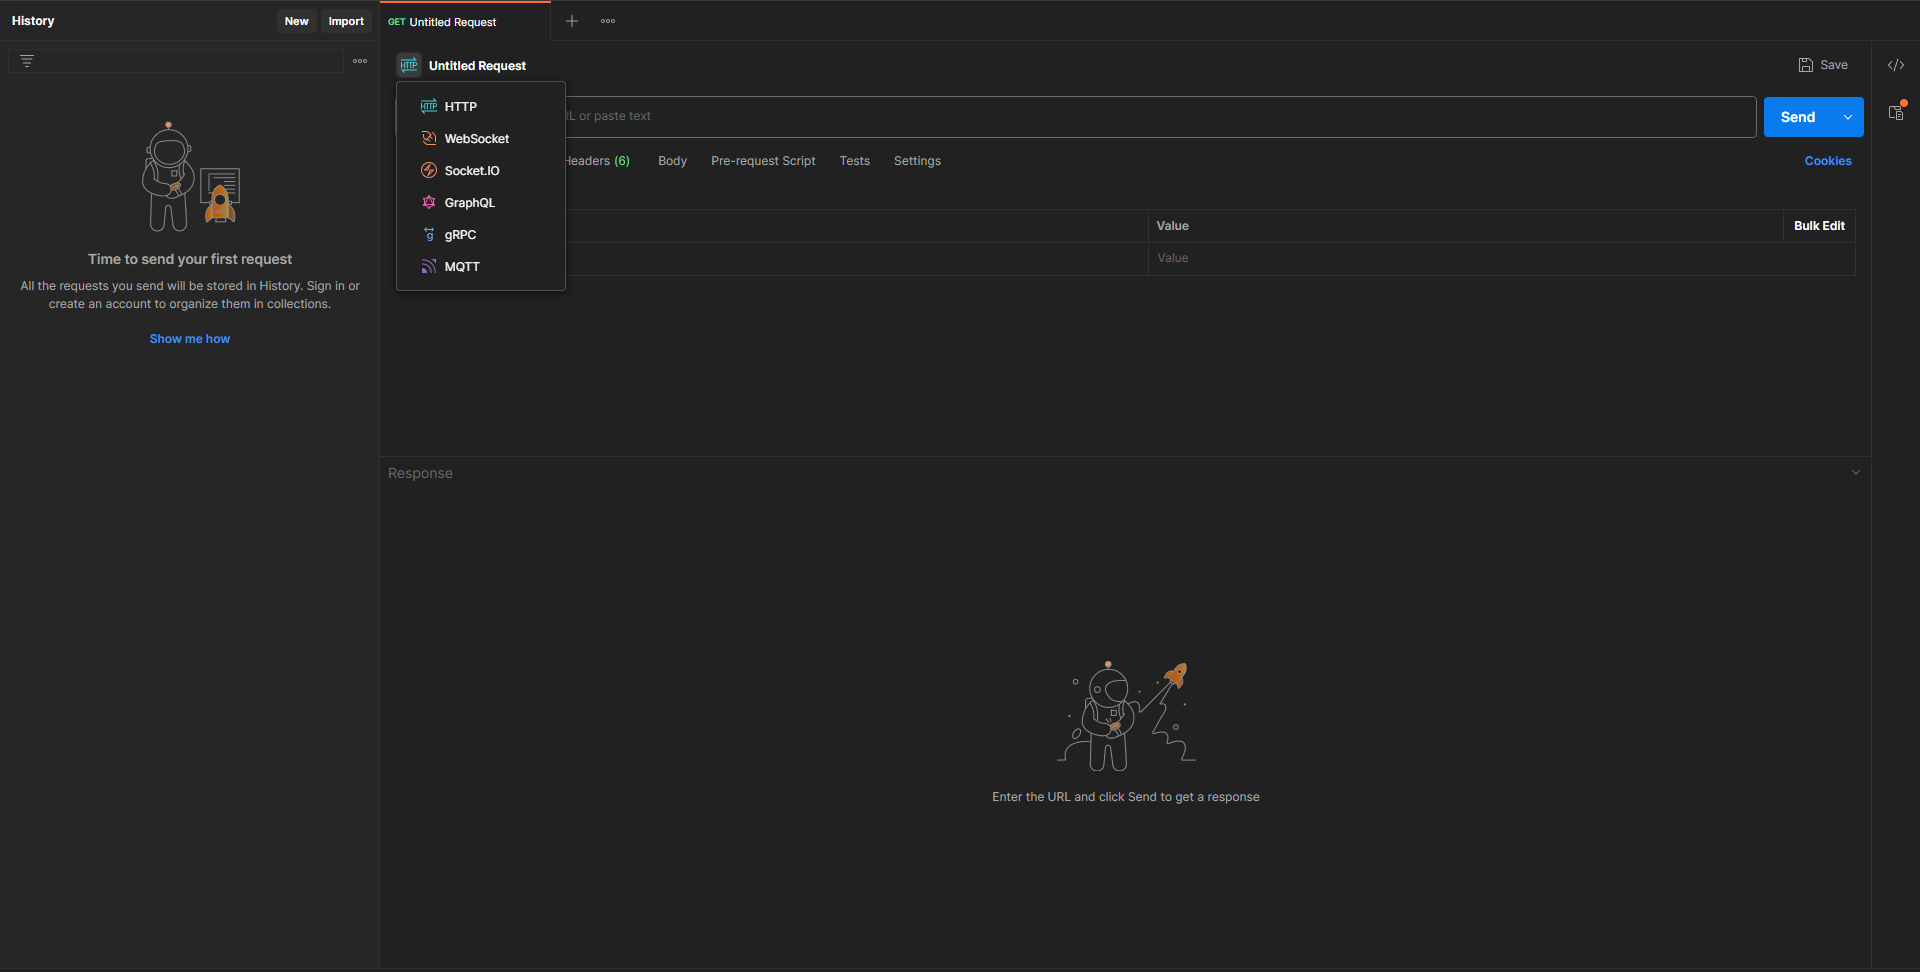 History
New
Import
GET Untitled Request
HTTP
Untitled Request
Save
HTTP HTTP
WebSocket
Socket.IO
GraphQL
gRPC
MQTT
or paste text
Send
Headers (6)
Body
Pre-request Script
Tests
Settings
Cookies
Value
Bulk Edit
Value
Time to send your first request
All the requests you send will be stored in History. Sign in or
create an account to organize them in collections.
Show me how
Response
Enter the URL and click Send to get a response